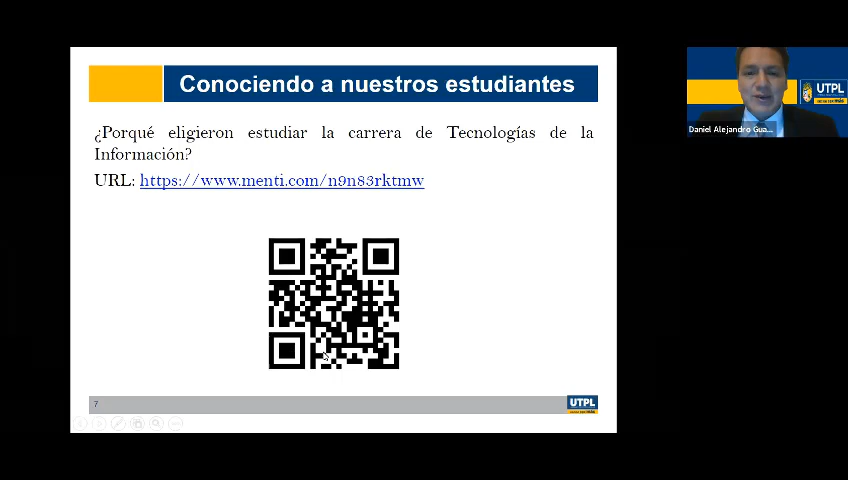 Conociendo a nuestros estudiantes
¿Porqué eligieron estudiar la carrera de Tecnologías de la
Información?
URL: https://www.menti.com/n9n83rktmw
7
UTPL
UTPL
Daniel Alejandro Gua...